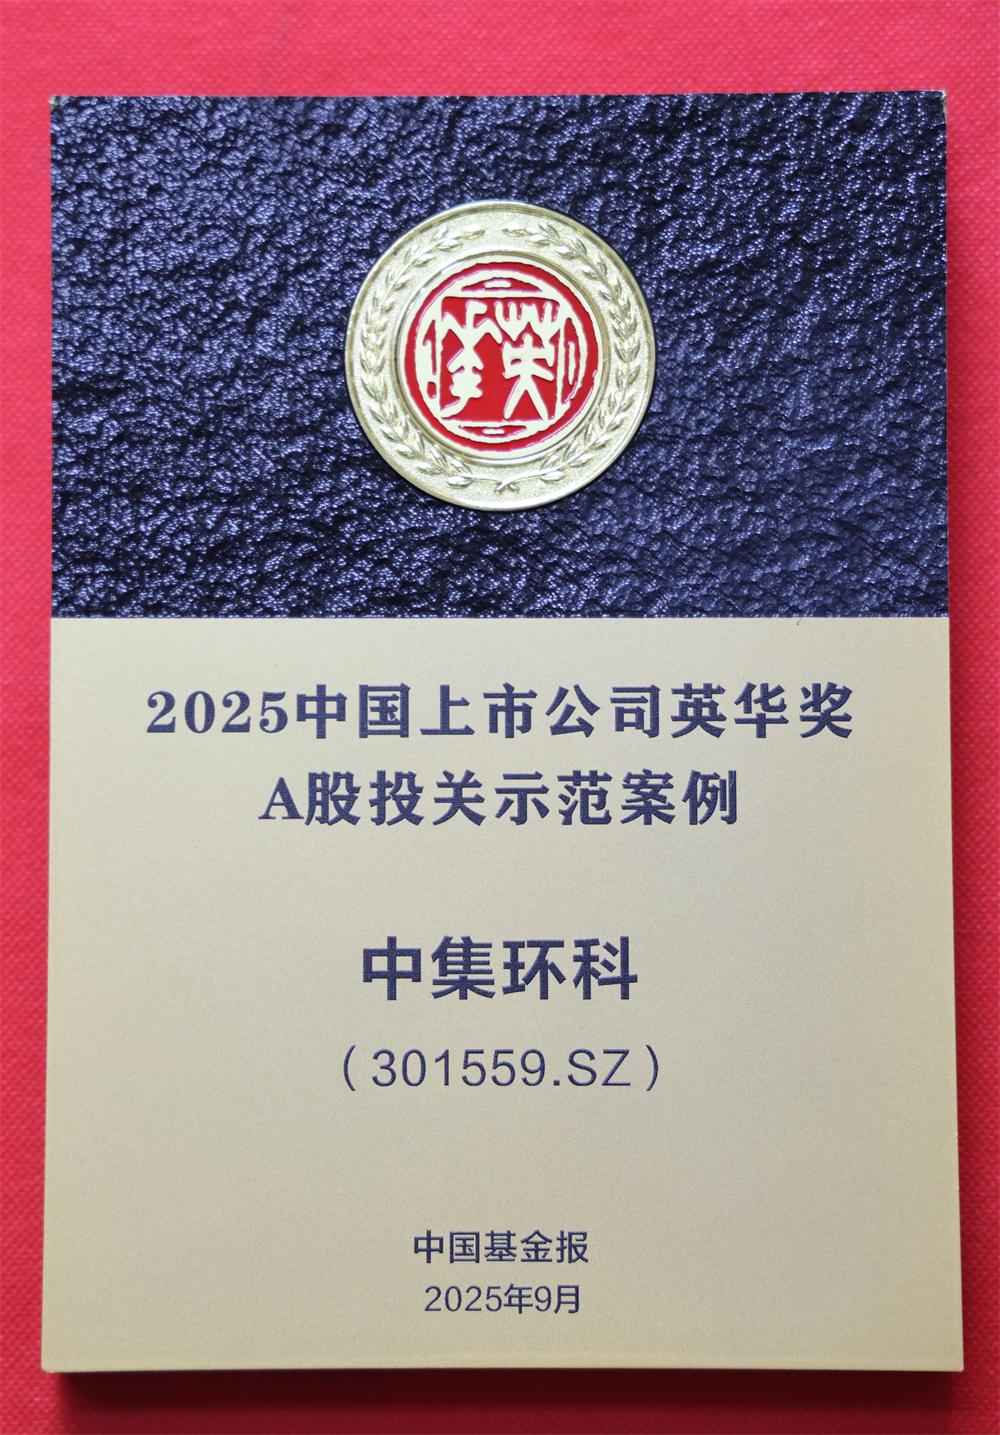 英华
2025中国上市公司英华奖
A股投关示范案例
中集环科
（301559.SZ）
中国基金报
2025年9月